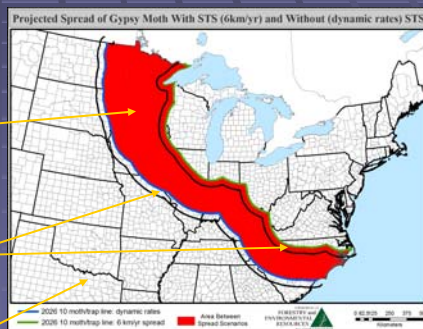 Projected Spread of Gypsy Moth With STS (6km/yr) and Without (dynamic rates) STS
2026 10 moth/trap line: dynamic rates
2026 10 moth/trap line: 6 km/yr spread
Area Between
Spread Scenarios
FORESTRY and
ENVIRONMENTAL
RESOURCES
Kilometers